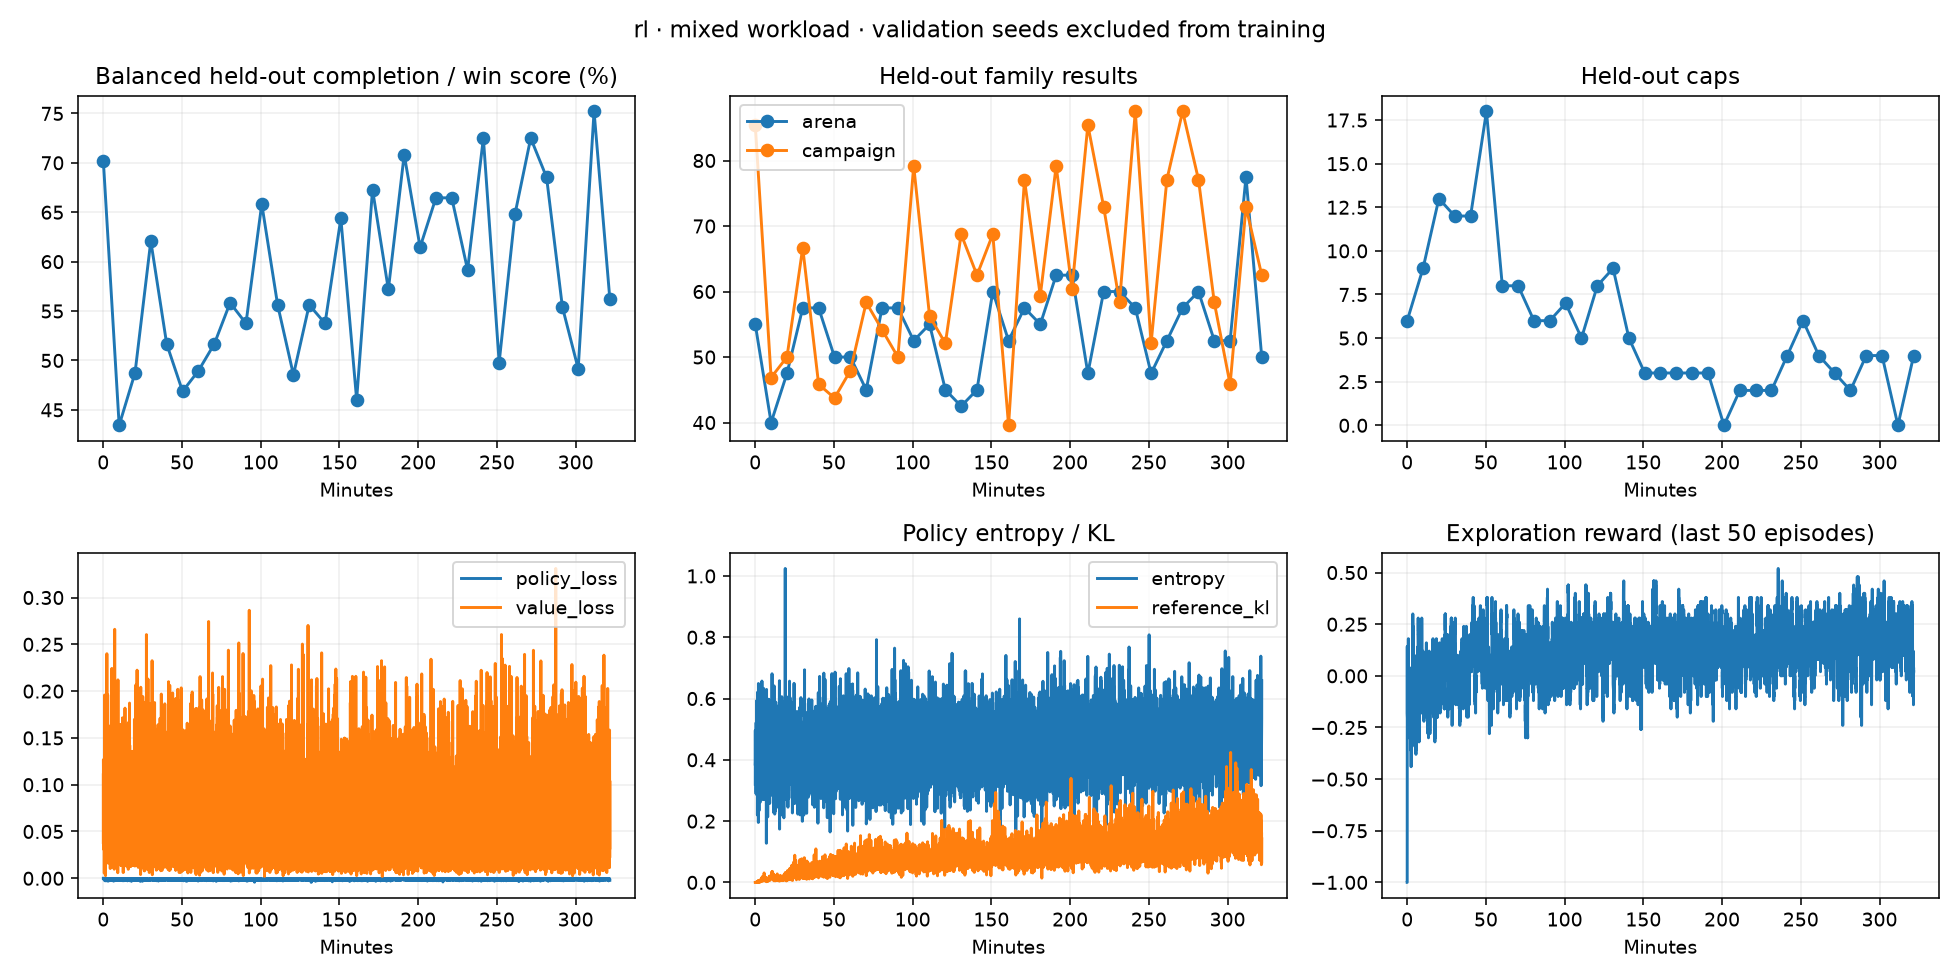 rl · mixed workload · validation seeds excluded from training
Balanced held-out completion / win score (%)
75
70
65
60
55
50
45
0 50 100 150 200 250 300
Minutes
Held-out family results
arena
campaign
80
70
60
50
40
0 50 100 150 200 250 300
Minutes
Held-out caps
17.5
15.0
12.5
10.0
7.5
5.0
2.5
0.0
0 50 100 150 200 250 300
Minutes
policy_loss
value_loss
0.30
0.25
0.20
0.15
0.10
0.05
0.00
0 50 100 150 200 250 300
Minutes
Policy entropy / KL
entropy
reference_kl
1.0
0.8
0.6
0.4
0.2
0.0
0 50 100 150 200 250 300
Minutes
Exploration reward (last 50 episodes)
0.50
0.25
0.00
−0.25
−0.50
−0.75
−1.00
0 50 100 150 200 250 300
Minutes